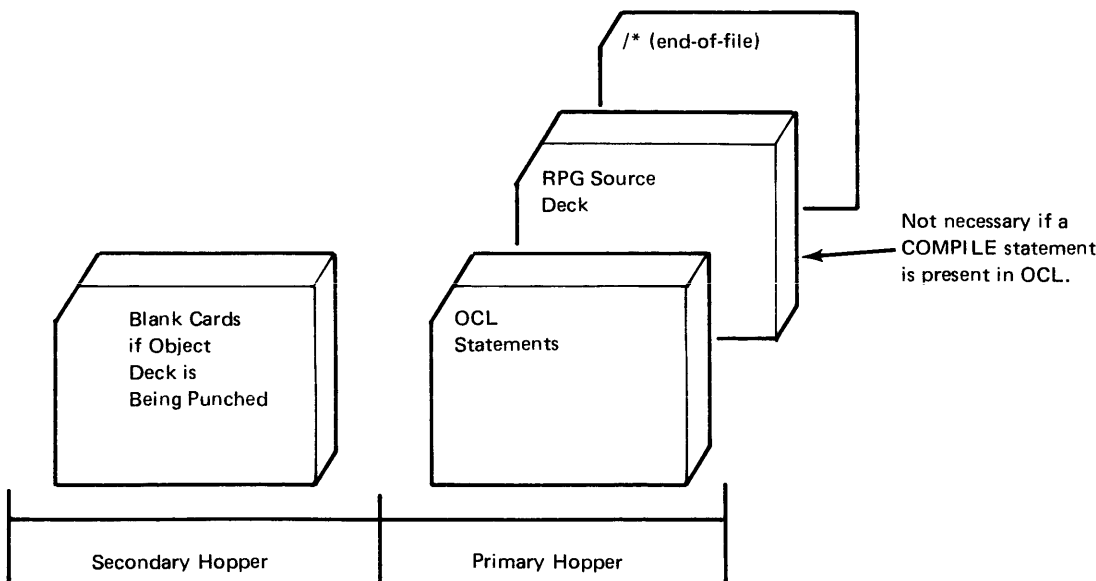 /* (end-of-file)
RPG Source
Deck
Not necessary if a
COMPILE statement
is present in OCL.
Blank Cards
if Object
Deck is
Being Punched
OCL
Statements
Secondary Hopper
Primary Hopper